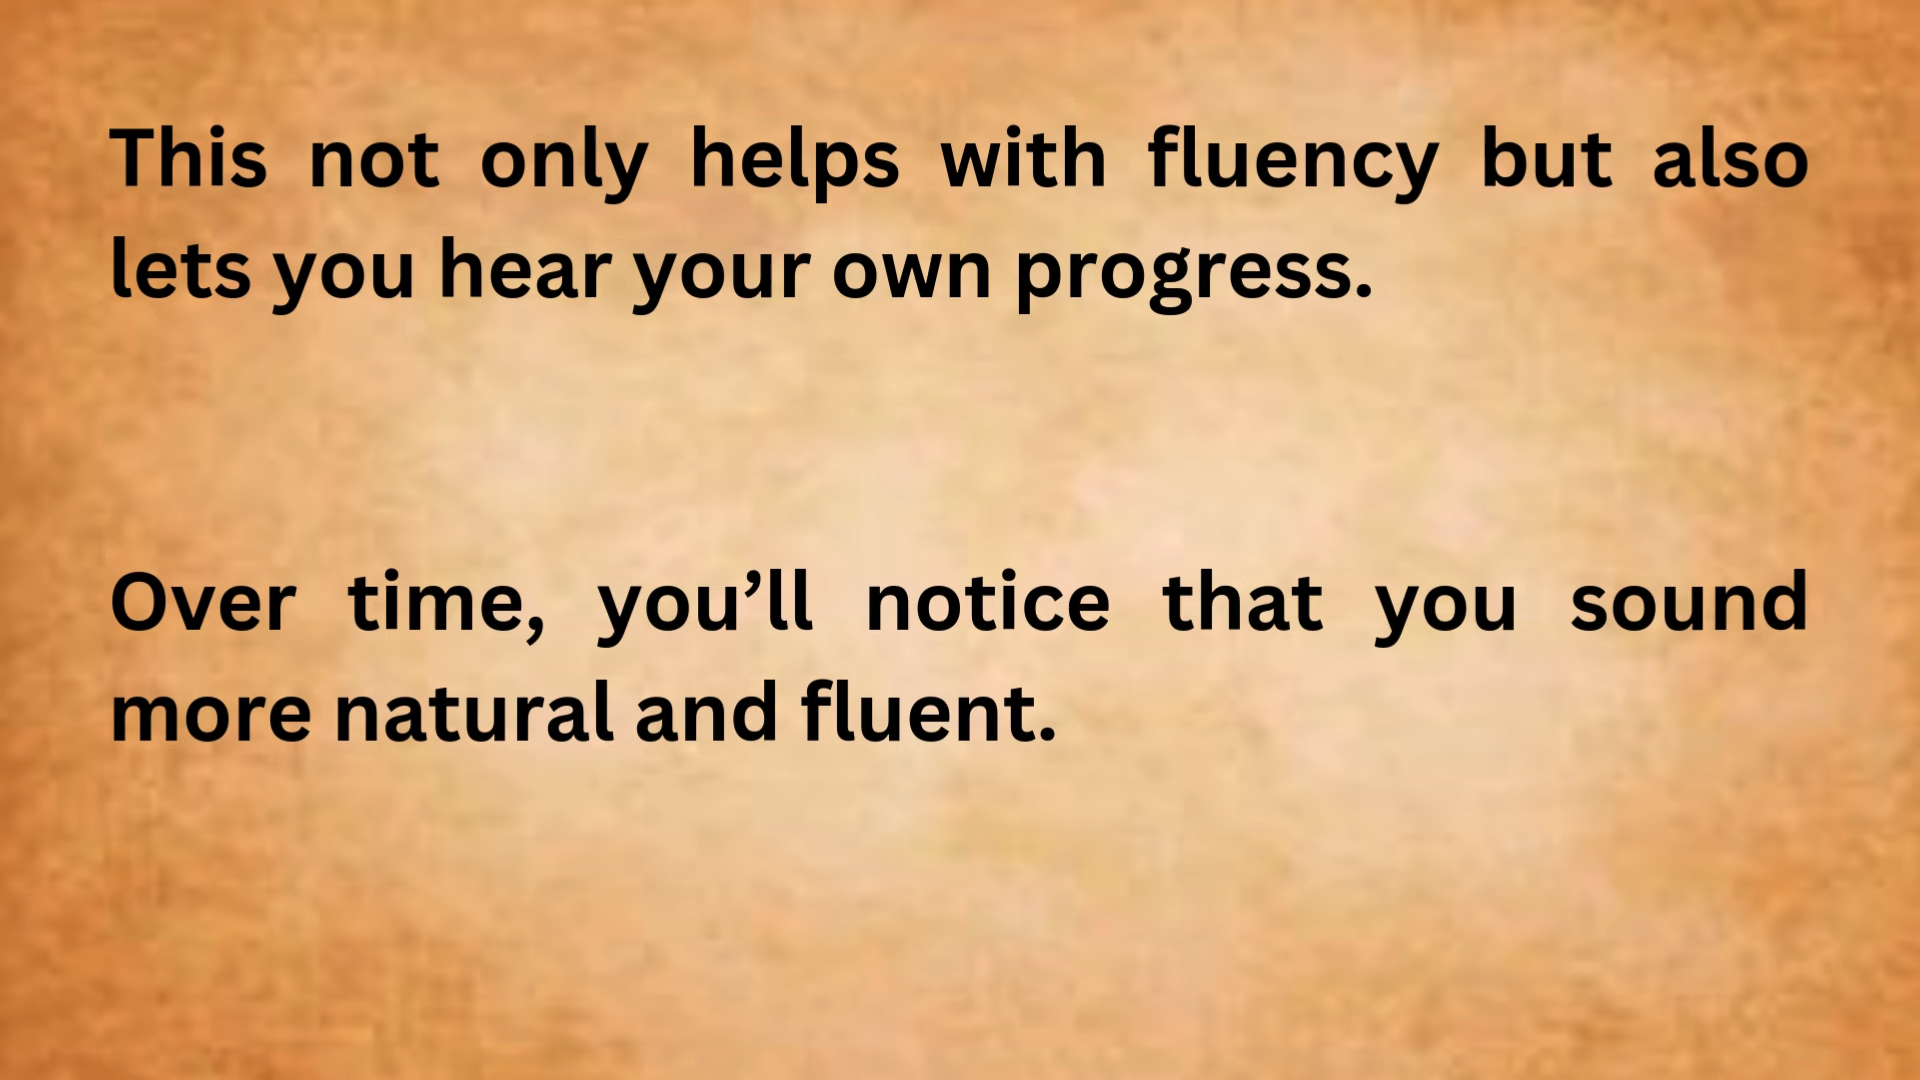 This not only helps with fluency but also
lets you hear your own progress.
Over time, you’ll notice that you sound
more natural and fluent.